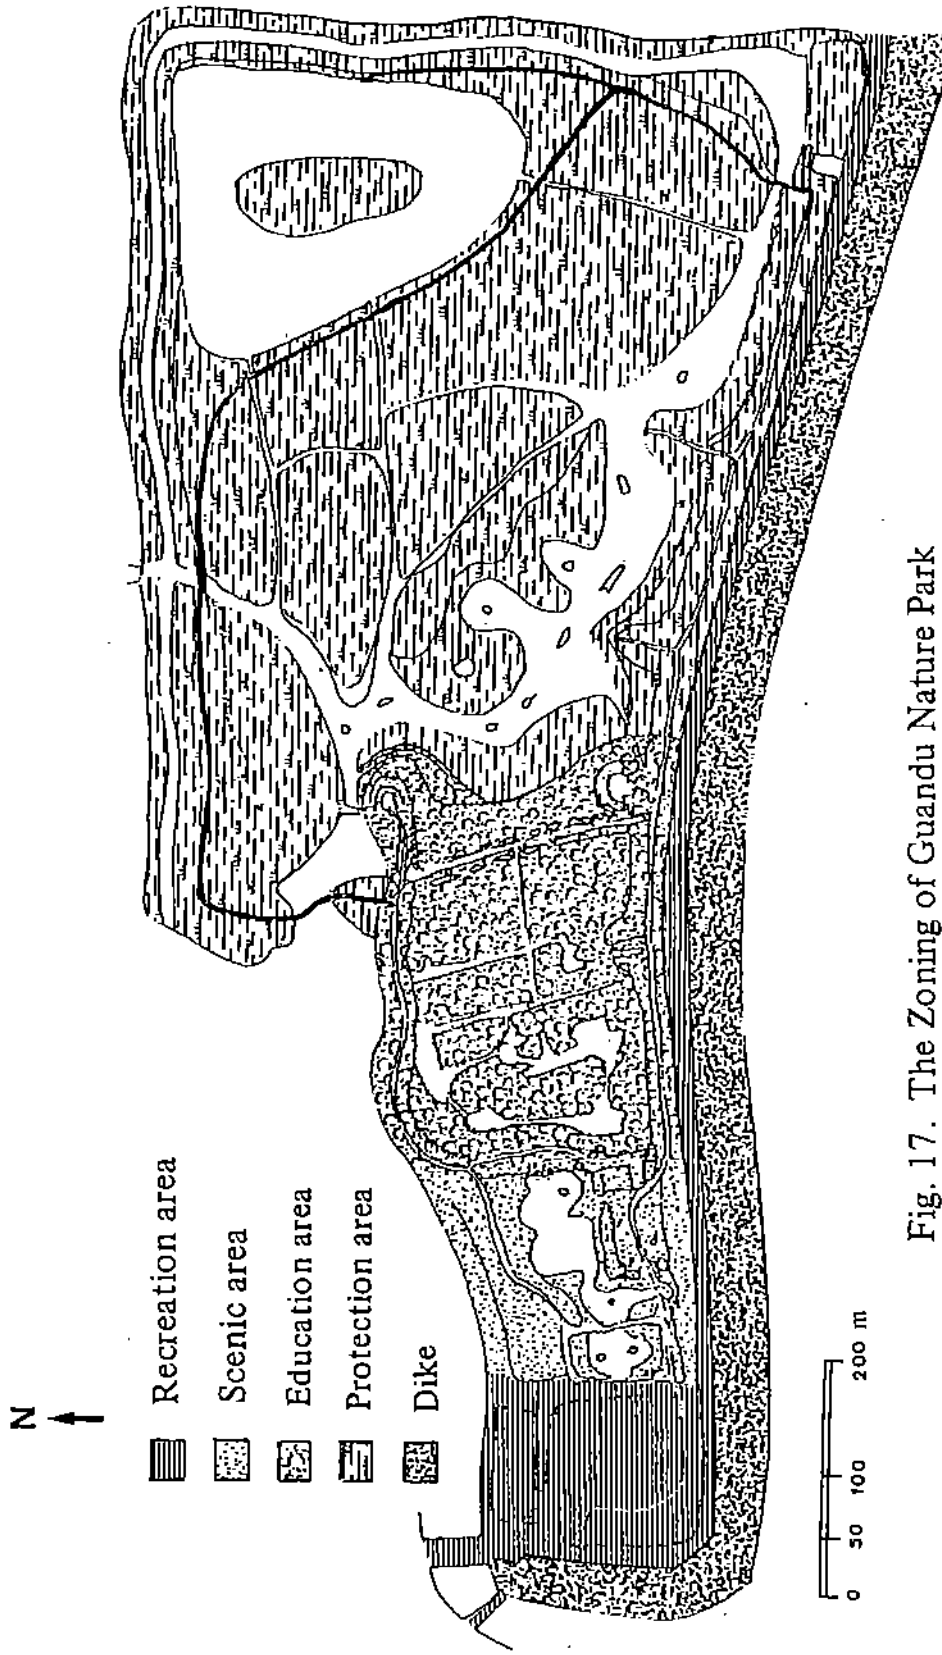 N
Recreation area
Scenic area
Education area
Protection area
Dike
0 50 100 200 m
Fig. 17. The Zoning of Guandu Nature Park